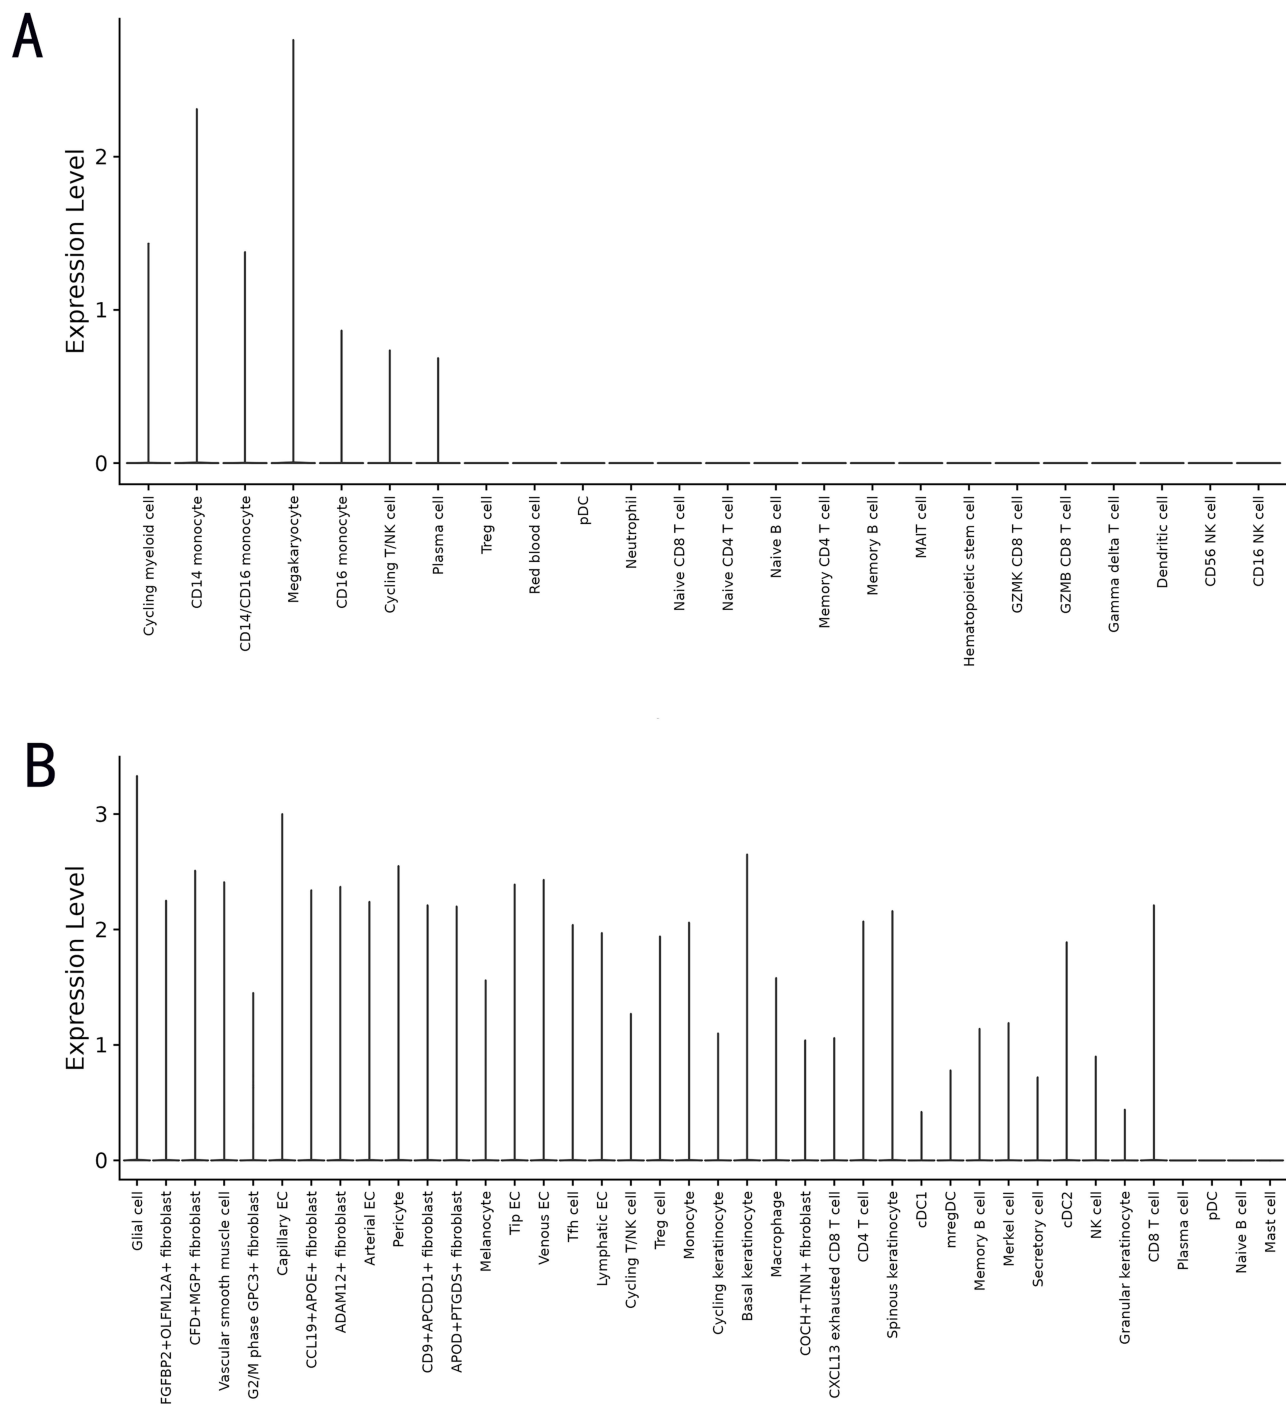 A
Expression Level
2
1
0
Cycling myeloid cell
CD14 monocyte
CD14/CD16 monocyte
Megakaryocyte
CD16 monocyte
Cycling T/NK cell
Plasma cell
Treg cell
Red blood cell
pDC
Neutrophil
Naive CD8 T cell
Naive CD4 T cell
Naive B cell
Memory CD4 T cell
Memory B cell
MAIT cell
Hematopoietic stem cell
GZMK CD8 T cell
GZMB CD8 T cell
Gamma delta T cell
Dendritic cell
CD56 NK cell
CD16 NK cell
B
Expression Level
3
2
1
0
Glial cell
FGFBP2+OLFML2A+ fibroblast
CFD+MGP+ fibroblast
Vascular smooth muscle cell
G2/M phase GPC3+ fibroblast
Capillary EC
CCL19+APOE+ fibroblast
ADAM12+ fibroblast
Arterial EC
Pericyte
CD9+APCDD1+ fibroblast
APOD+PTGDS+ fibroblast
Melanocyte
Tip EC
Venous EC
Tfh cell
Lymphatic EC
Cycling T/NK cell
Treg cell
Monocyte
Cycling keratinocyte
Basal keratinocyte
Macrophage
COCH+TNN+ fibroblast
CXCL13 exhausted CD8 T cell
CD4 T cell
Spinous keratinocyte
cDC1
mregDC
Memory B cell
Merkel cell
Secretory cell
cDC2
NK cell
Granular keratinocyte
CD8 T cell
Plasma cell
pDC
Naive B cell
Mast cell